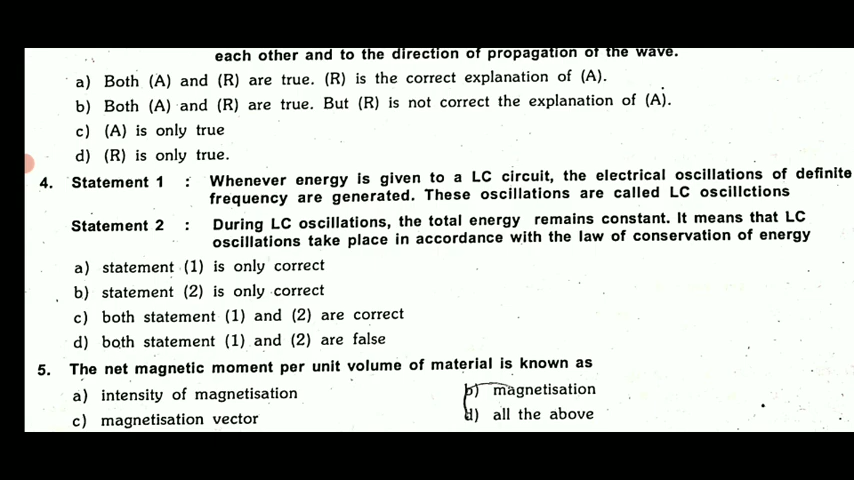 each other and to the direction of propagation of the wave.
a) Both (A) and (R) are true. (R) is the correct explanation of (A).
b) Both (A) and (R) are true. But (R) is not correct the explanation of (A).
c) (A) is only true
d) (R) is only true.
4. Statement 1 : Whenever energy is given to a LC circuit, the electrical oscillations of definite
frequency are generated. These oscillations are called LC oscillctions
Statement 2 : During LC oscillations, the total energy remains constant. It means that LC
oscillations take place in accordance with the law of conservation of energy
a) statement (1) is only correct
b) statement (2) is only correct
c) both statement (1) and (2) are correct
d) both statement (1) and (2) are false
5. The net magnetic moment per unit volume of material is known as
a) intensity of magnetisation b) magnetisation
c) magnetisation vector d) all the above